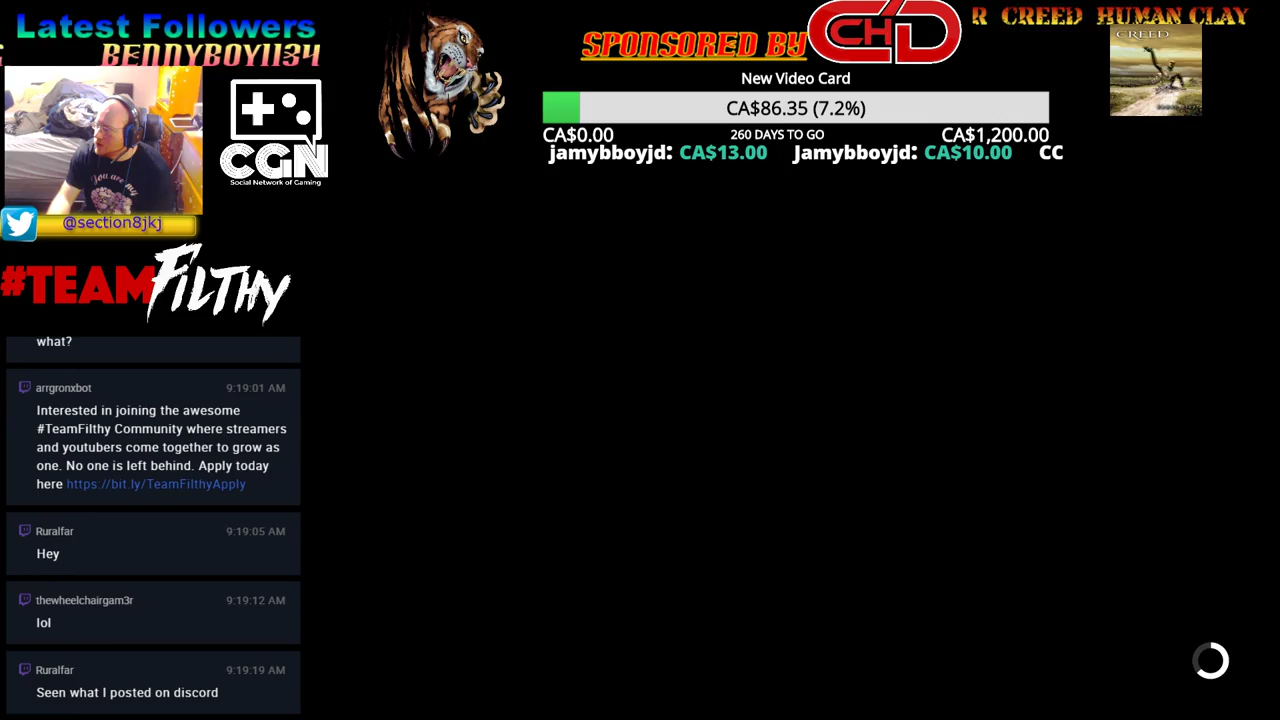 Latest Followers
BENNYBOY1134
CGN
Social Network of Gaming
@section8jkj
#TEAMFILTHY
what?
arrgronxbot 9:19:01 AM
Interested in joining the awesome
#TeamFilthy Community where streamers
and youtubers come together to grow as
one. No one is left behind. Apply today
here https://bit.ly/TeamFilthyApply
Ruralfar 9:19:05 AM
Hey
thewheelchairgam3r 9:19:12 AM
lol
Ruralfar 9:19:19 AM
Seen what I posted on discord
SPONSORED BY CHD
New Video Card
CA$86.35 (7.2%)
CA$0.00 260 DAYS TO GO CA$1,200.00
jamybboyjd: CA$13.00 Jamybboyjd: CA$10.00 CC
R CREED HUMAN CLAY
CREED
You are my